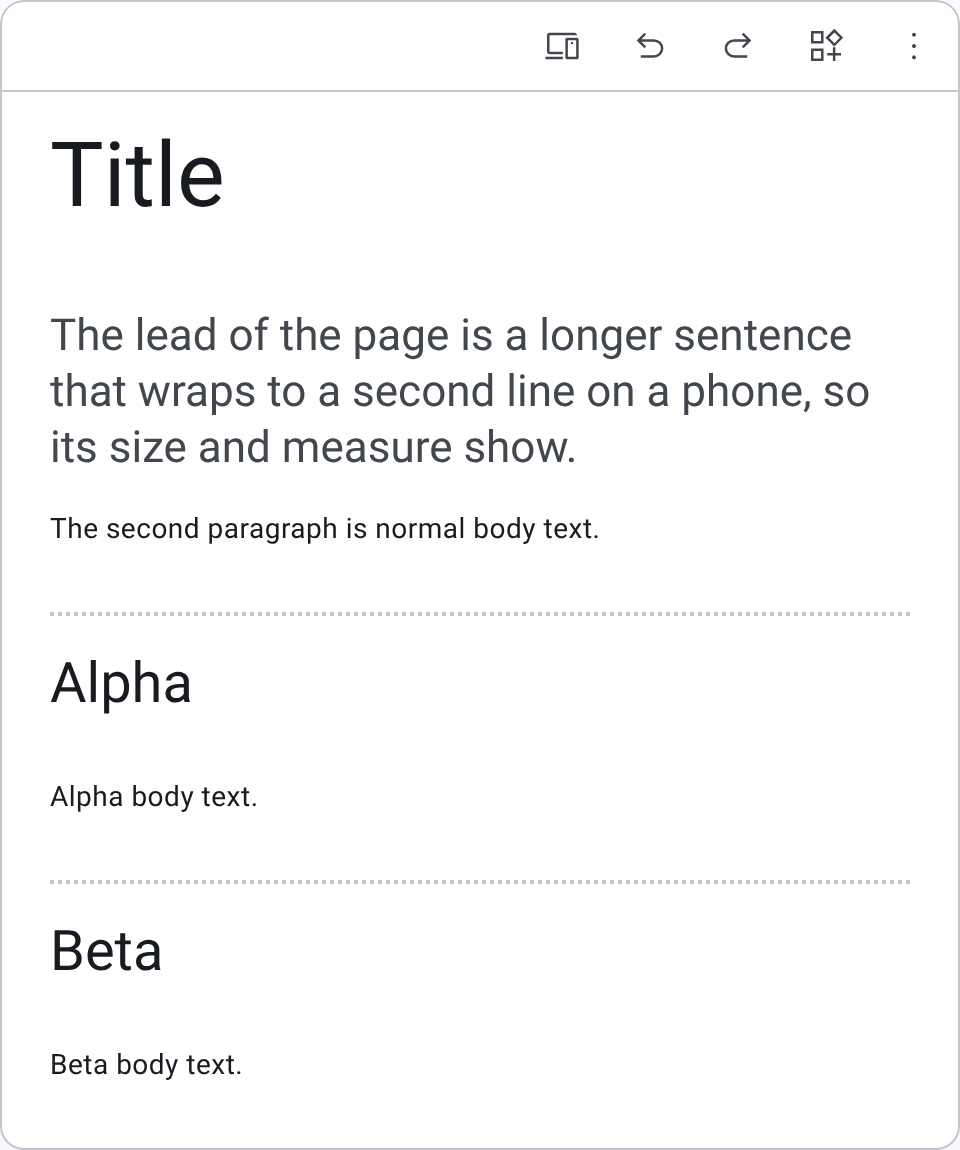 Title
The lead of the page is a longer sentence
that wraps to a second line on a phone, so
its size and measure show.
The second paragraph is normal body text.
Alpha
Alpha body text.
Beta
Beta body text.